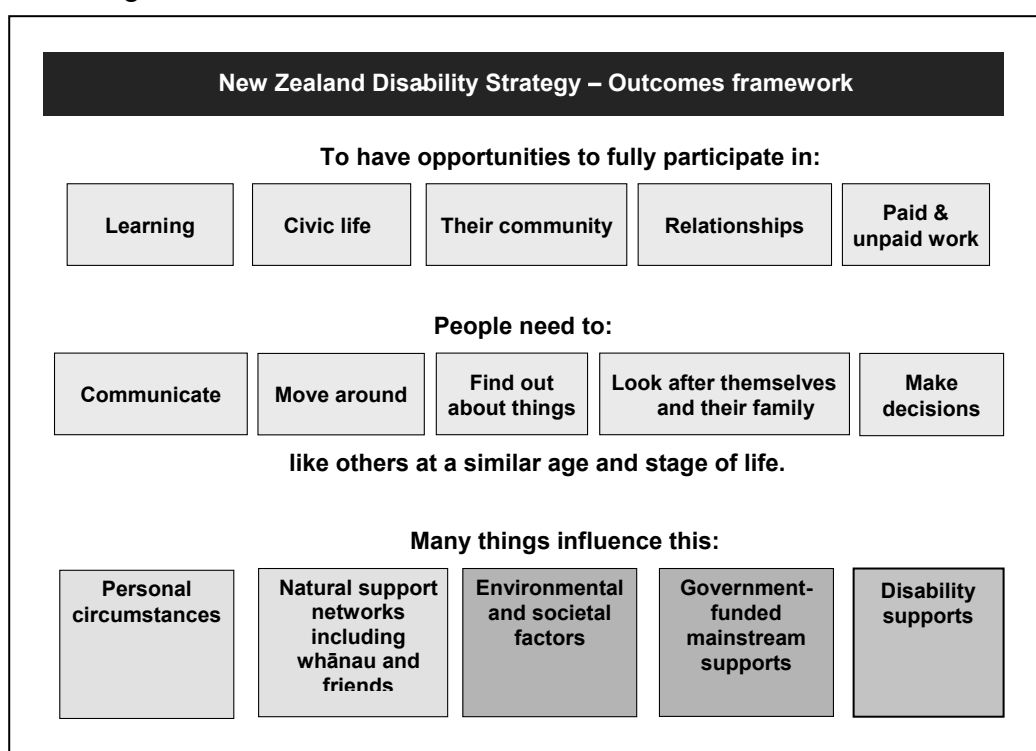 New Zealand Disability Strategy – Outcomes framework
To have opportunities to fully participate in:
Learning
Civic life
Their community
Relationships
Paid &
unpaid work
People need to:
Communicate
Move around
Find out
about things
Look after themselves
and their family
Make
decisions
like others at a similar age and stage of life.
Many things influence this:
Personal
circumstances
Natural support
networks
including
whānau and
friends
Environmental
and societal
factors
Government-
funded
mainstream
supports
Disability
supports